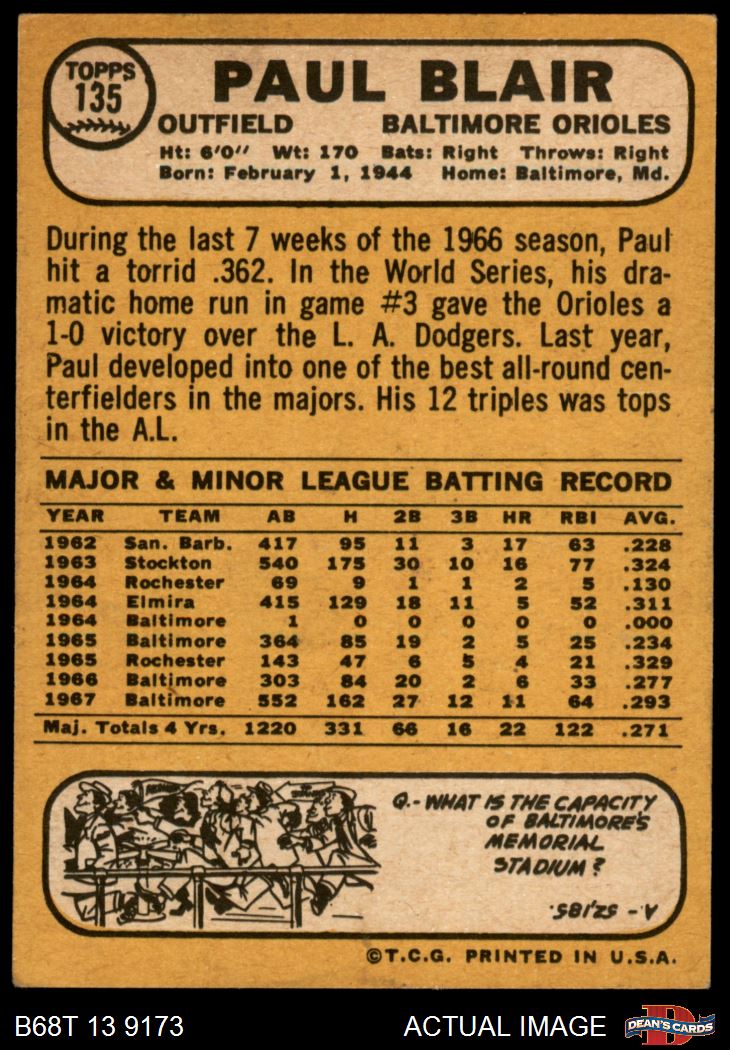 TOPPS
135
PAUL BLAIR
OUTFIELD BALTIMORE ORIOLES
Ht: 6'0" Wt: 170 Bats: Right Throws: Right
Born: February 1, 1944 Home: Baltimore, Md.
During the last 7 weeks of the 1966 season, Paul
hit a torrid .362. In the World Series, his dra-
matic home run in game #3 gave the Orioles a
1-0 victory over the L. A. Dodgers. Last year,
Paul developed into one of the best all-round cen-
terfielders in the majors. His 12 triples was tops
in the A.L.
MAJOR & MINOR LEAGUE BATTING RECORD
YEAR TEAM AB H 2B 3B HR RBI AVG.
1962 San. Barb. 417 95 11 3 17 63 .228
1963 Stockton 540 175 30 10 16 77 .324
1964 Rochester 69 9 1 1 2 5 .130
1964 Elmira 415 129 18 11 5 52 .311
1964 Baltimore 1 0 0 0 0 0 .000
1965 Baltimore 364 85 19 2 5 25 .234
1965 Rochester 143 47 6 5 4 21 .329
1966 Baltimore 303 84 20 2 6 33 .277
1967 Baltimore 552 162 27 12 11 64 .293
Maj. Totals 4 Yrs. 1220 331 66 16 22 122 .271
Q.- WHAT IS THE CAPACITY
OF BALTIMORE'S
MEMORIAL
STADIUM?
A - 52,185.
©T.C.G. PRINTED IN U.S.A.
B68T 13 9173 ACTUAL IMAGE
D
DEAN'S CARDS